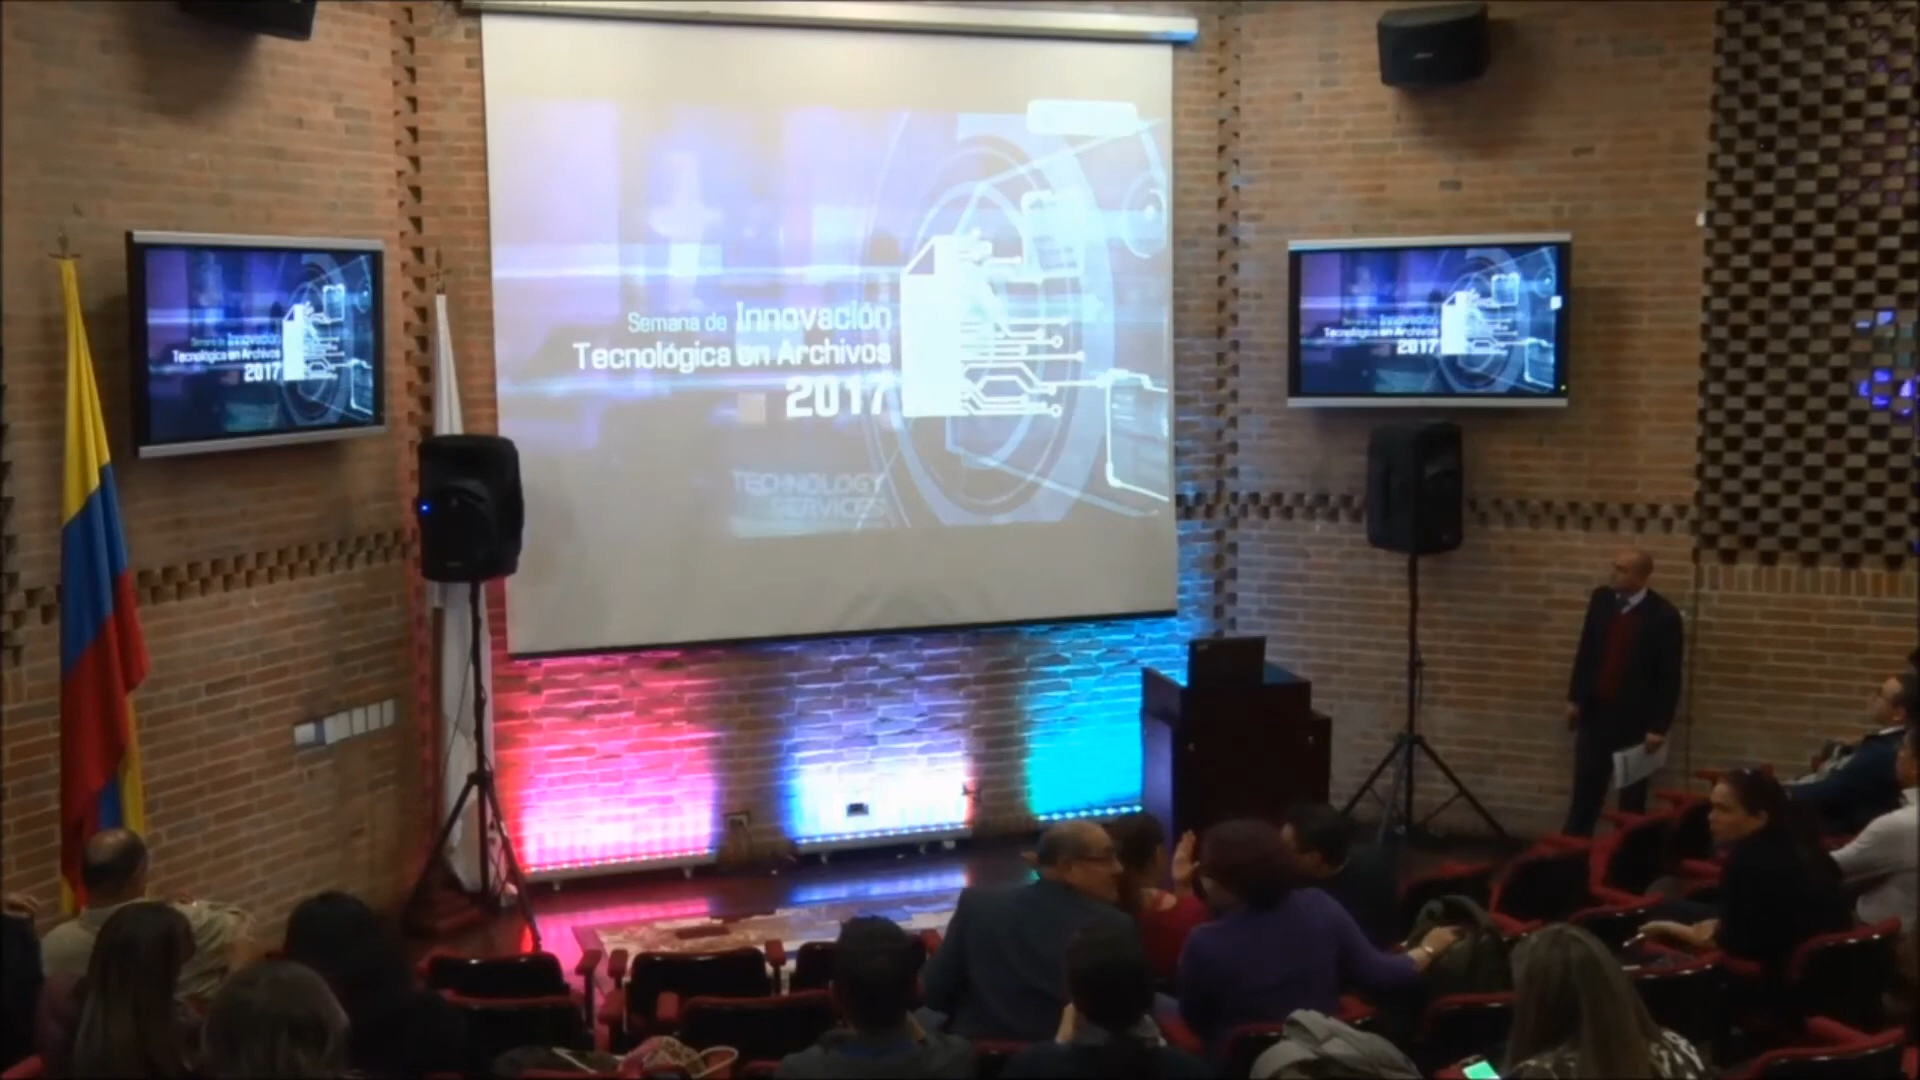 Semana de Innovación
Tecnológica en Archivos
2017
TECHNOLOGY
SERVICES
Semana de Innovación
Tecnológica en Archivos
2017
Semana de Innovación
Tecnológica en Archivos
2017